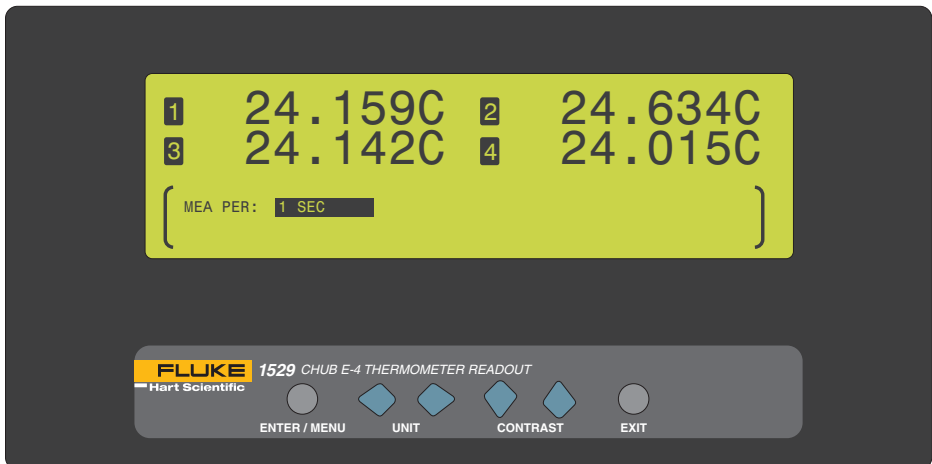 1 24.159C 2 24.634C
3 24.142C 4 24.015C
MEA PER: 1 SEC
FLUKE
Hart Scientific
1529 CHUB E-4 THERMOMETER READOUT
ENTER / MENU UNIT CONTRAST EXIT